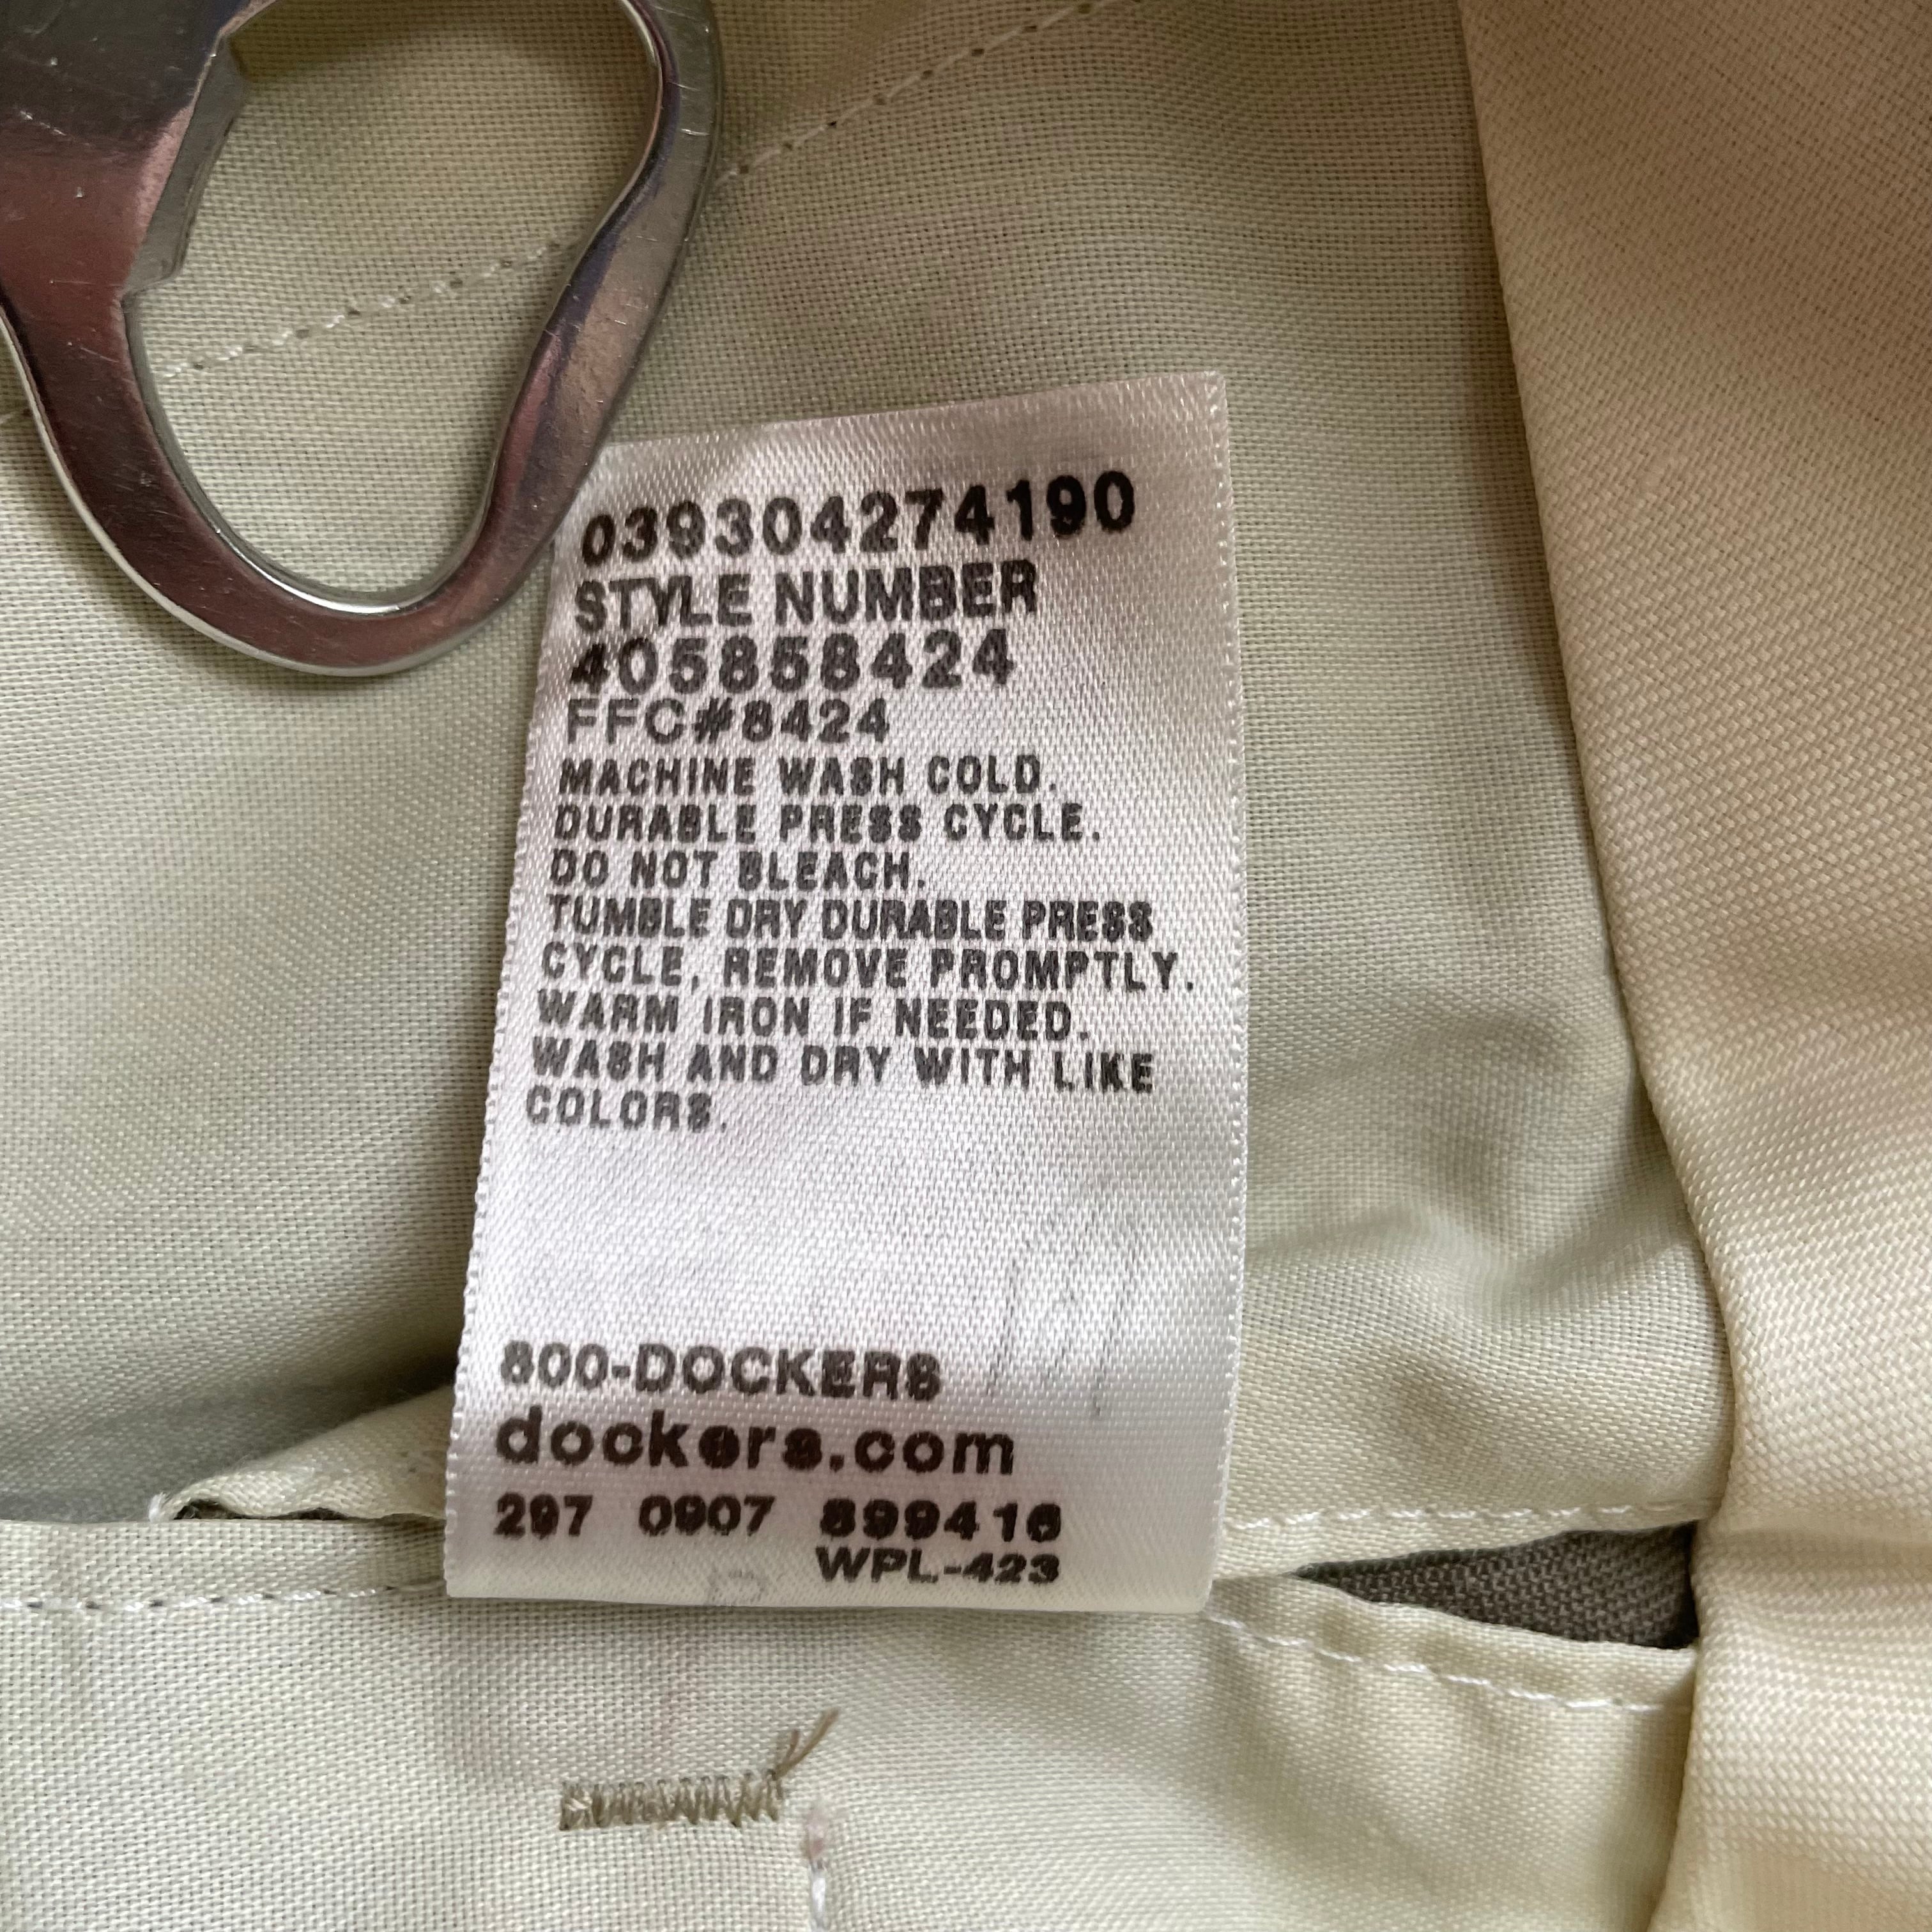 039304274190
STYLE NUMBER
405858424
FFC#8424
MACHINE WASH COLD.
DURABLE PRESS CYCLE.
DO NOT BLEACH.
TUMBLE DRY DURABLE PRESS
CYCLE, REMOVE PROMPTLY.
WARM IRON IF NEEDED.
WASH AND DRY WITH LIKE
COLORS.
800-DOCKERS
dockers.com
297 0907 899416
WPL-423